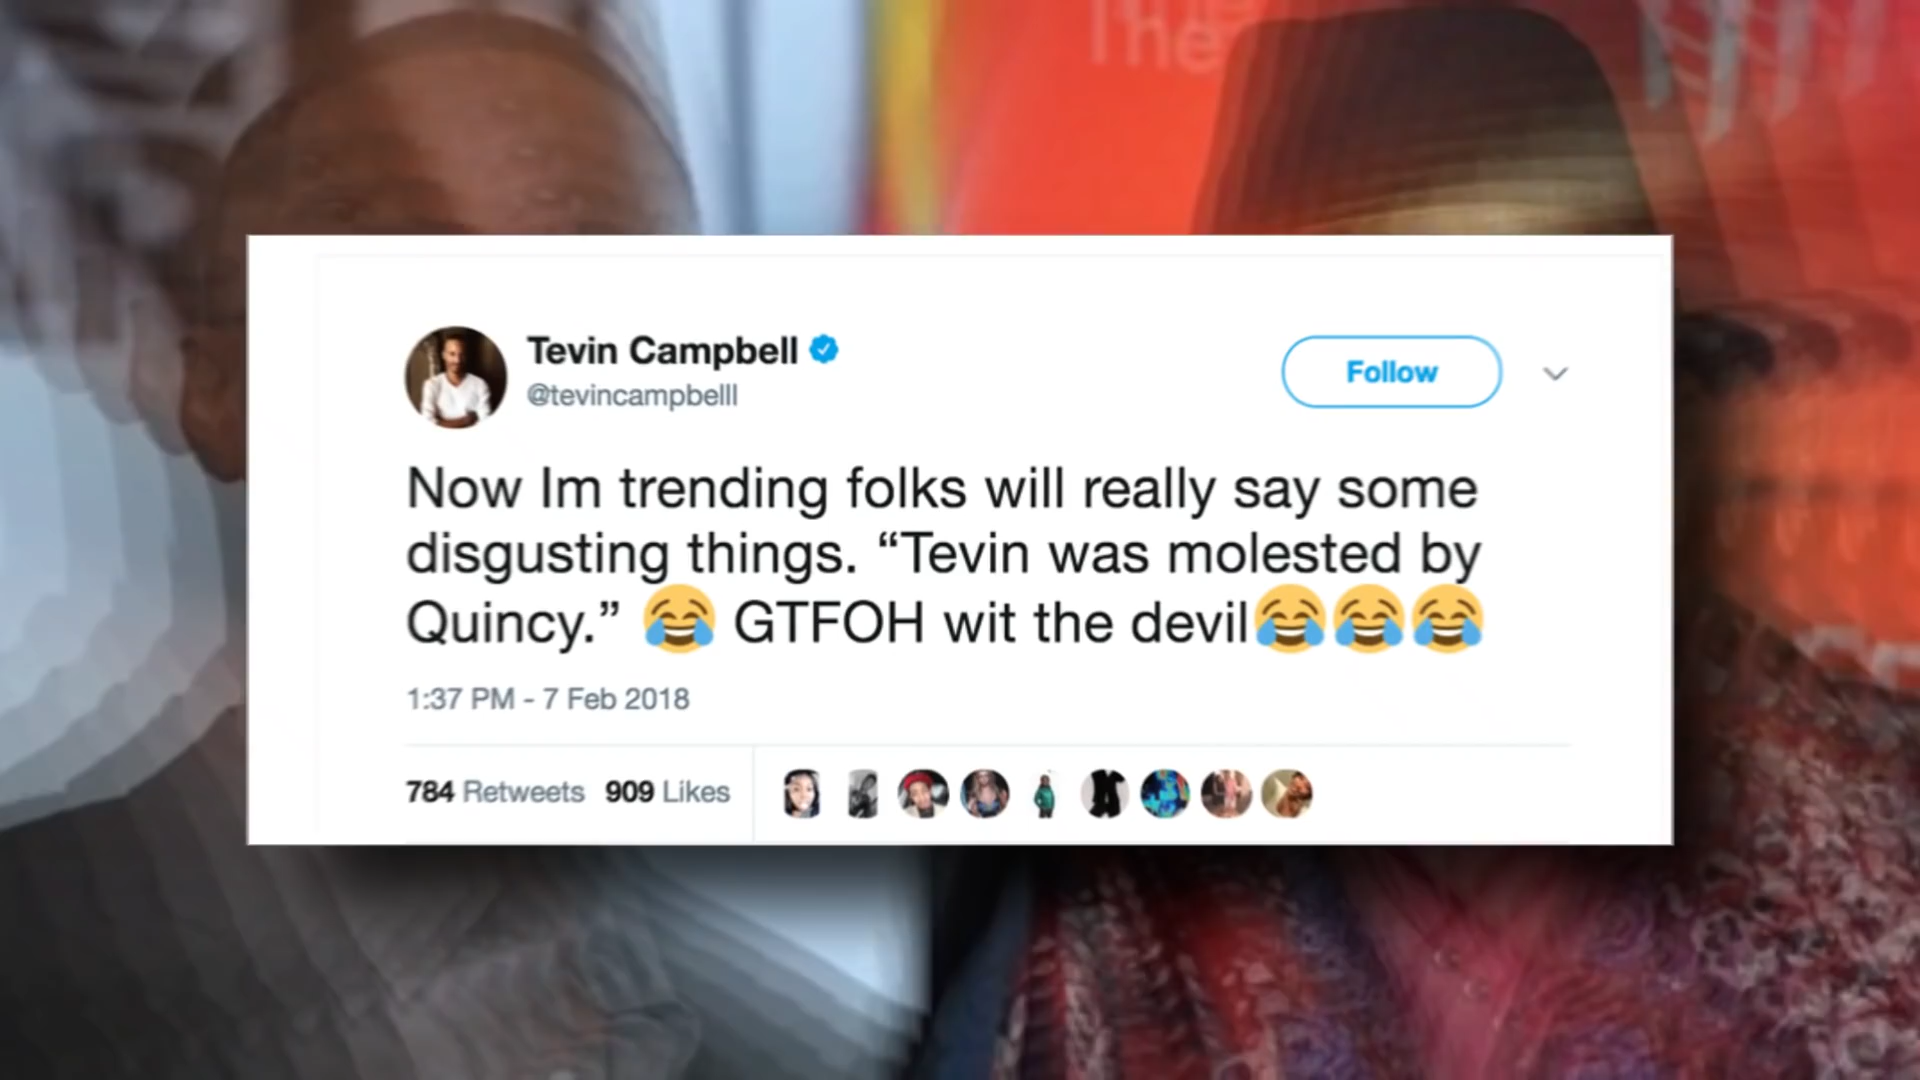 The
Tevin Campbell
@tevincampbelll
Follow
Now Im trending folks will really say some
disgusting things. “Tevin was molested by
Quincy.” 😂 GTFOH wit the devil😂😂😂
1:37 PM - 7 Feb 2018
784 Retweets 909 Likes